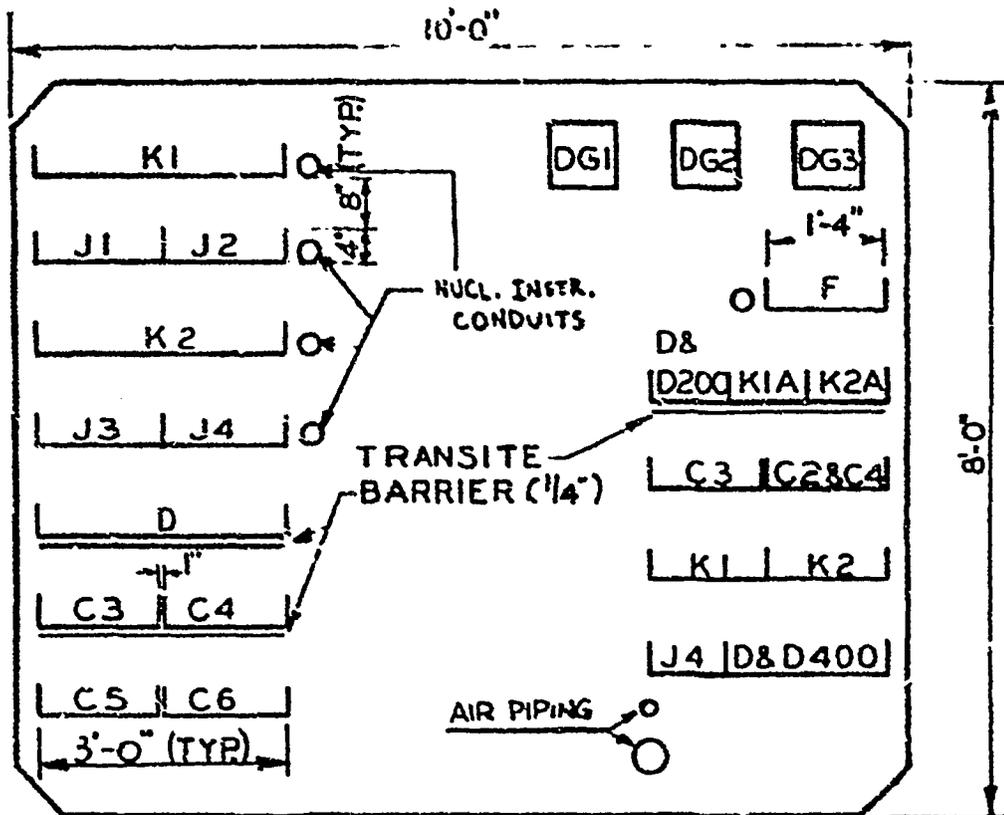 10'-0"
K1
8" (TYP.)
DG1 DG2 DG3
J1 J2
4"
1'-4"
NUCL. INSTR.
CONDUITS
F
K2
D&
D200 K1A K2A
J3 J4
8'-0"
TRANSITE
BARRIER (1/4")
C3 C2&C4
D
1"
K1 K2
C3 C4
J4 D& D400
C5 C6
AIR PIPING
3'-0" (TYP.)